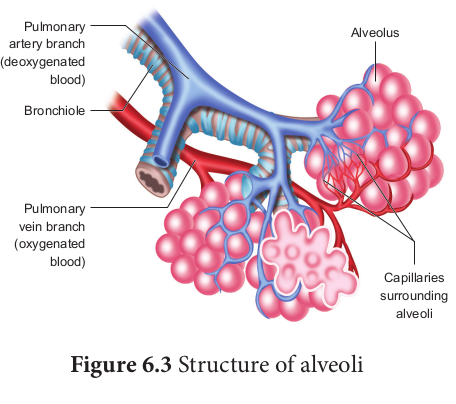 Pulmonary
artery branch
(deoxygenated
blood)
Bronchiole
Pulmonary
vein branch
(oxygenated
blood)
Alveolus
Capillaries
surrounding
alveoli
Figure 6.3 Structure of alveoli